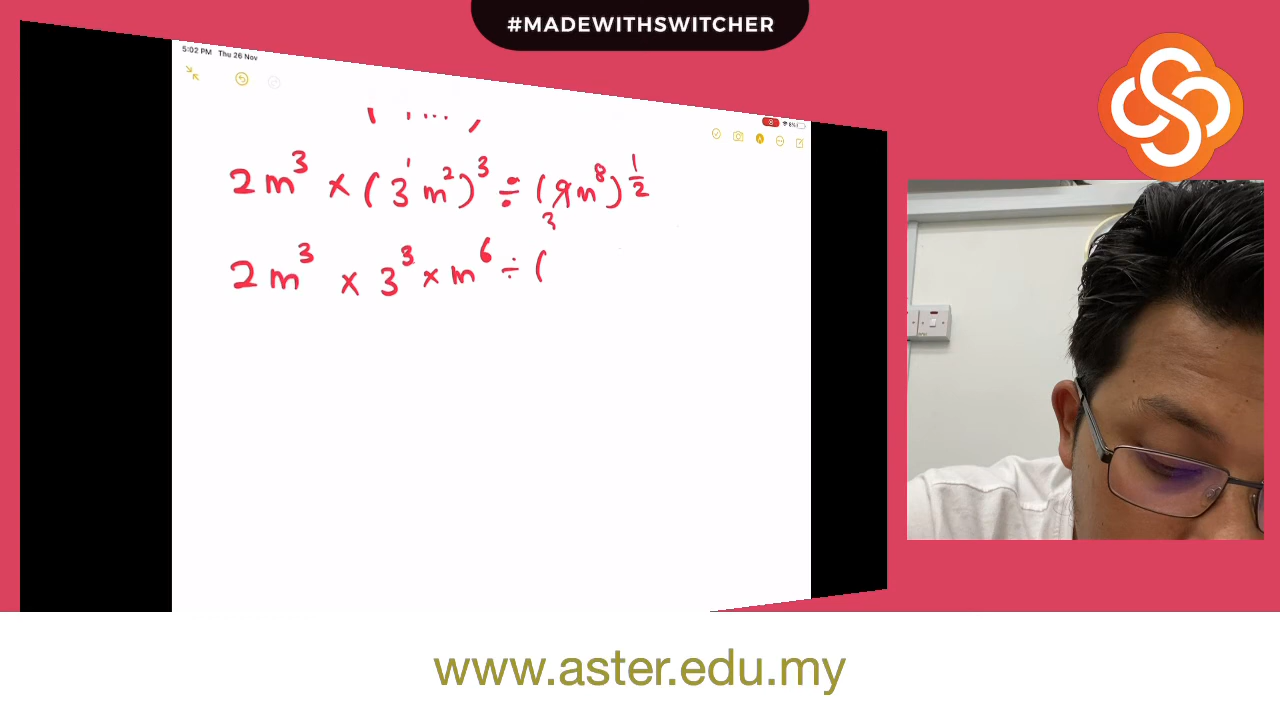 #MADEWITHSWITCHER
5:02 PM Thu 26 Nov
8%
2m³ × (3¹m²)³ ÷ (9m⁸)^1/2
3
2m³ × 3³ × m⁶ ÷ (
www.aster.edu.my